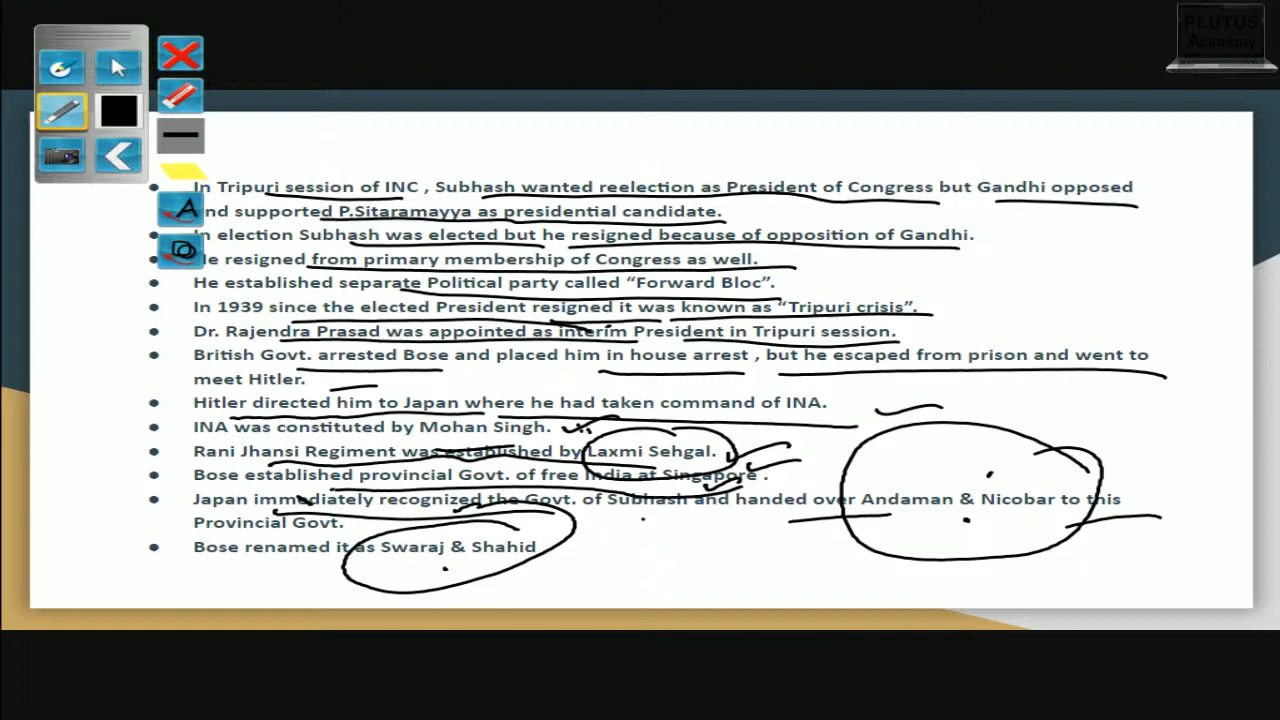 PLUTUS
Academy
In Tripuri session of INC , Subhash wanted reelection as President of Congress but Gandhi opposed
nd supported P.Sitaramayya as presidential candidate.
In election Subhash was elected but he resigned because of opposition of Gandhi.
He resigned from primary membership of Congress as well.
He established separate Political party called “Forward Bloc”.
In 1939 since the elected President resigned it was known as “Tripuri crisis”.
Dr. Rajendra Prasad was appointed as interim President in Tripuri session.
British Govt. arrested Bose and placed him in house arrest , but he escaped from prison and went to
meet Hitler.
Hitler directed him to Japan where he had taken command of INA.
INA was constituted by Mohan Singh.
Rani Jhansi Regiment was established by Laxmi Sehgal.
Bose established provincial Govt. of free India at Singapore .
Japan immediately recognized the Govt. of Subhash and handed over Andaman & Nicobar to this
Provincial Govt.
Bose renamed it as Swaraj & Shahid